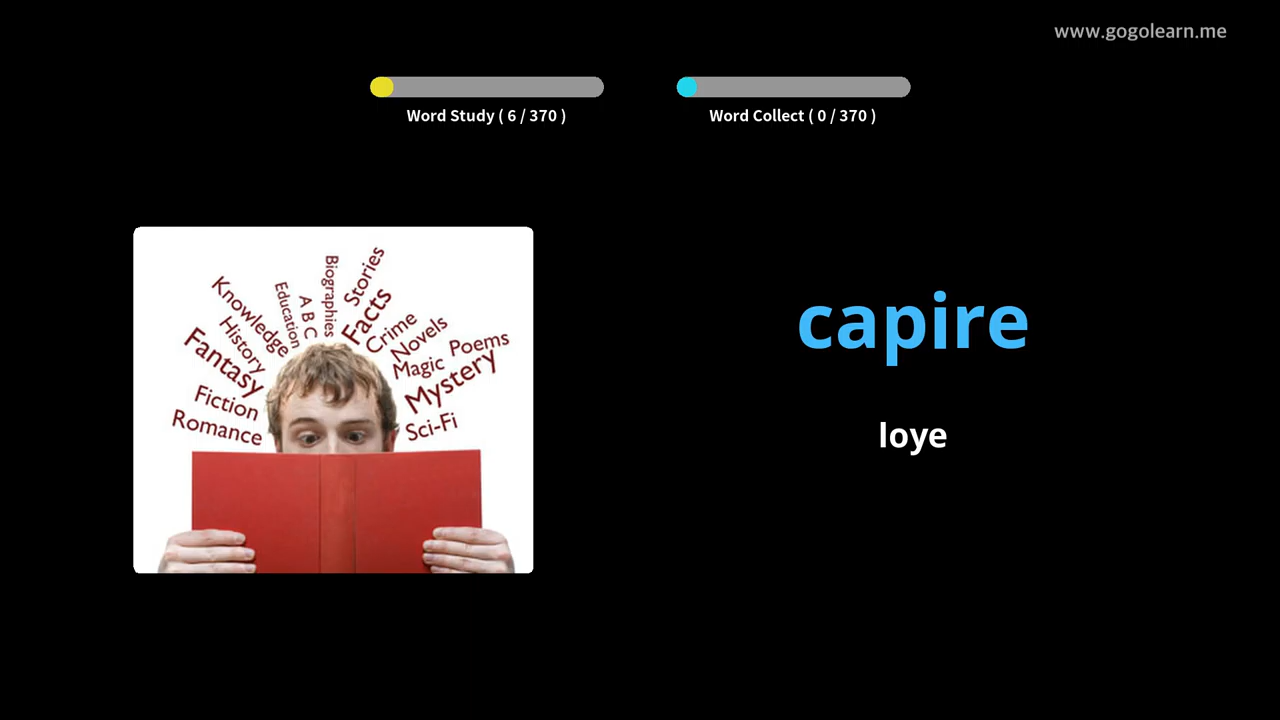 www.gogolearn.me
Word Study ( 6 / 370 )
Word Collect ( 0 / 370 )
Biographies
Stories
Knowledge
Education
A B C
Facts
Crime
History
Novels
Fantasy
Magic
Poems
Mystery
Fiction
Romance
Sci-Fi
capire
loye